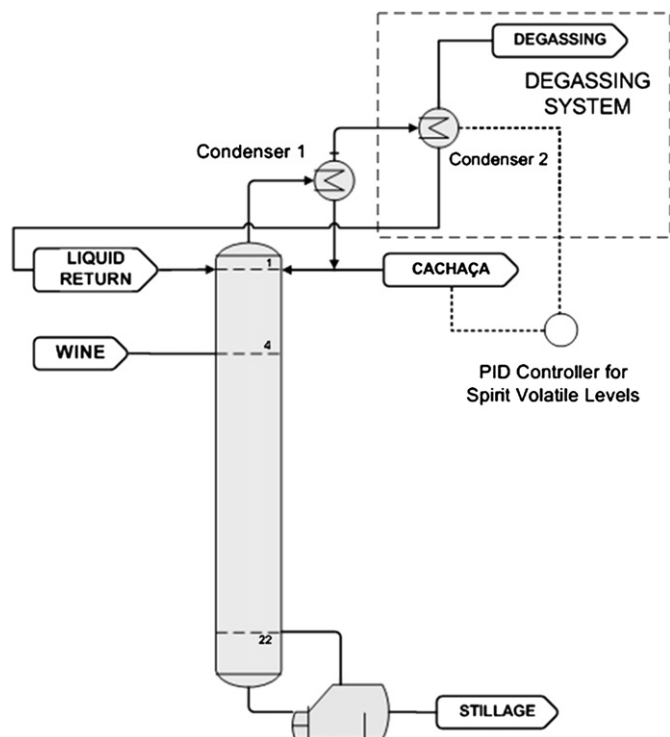 DEGASSING
DEGASSING
SYSTEM
Condenser 1
Condenser 2
LIQUID
RETURN
1
CACHAÇA
WINE
4
PID Controller for
Spirit Volatile Levels
22
STILLAGE